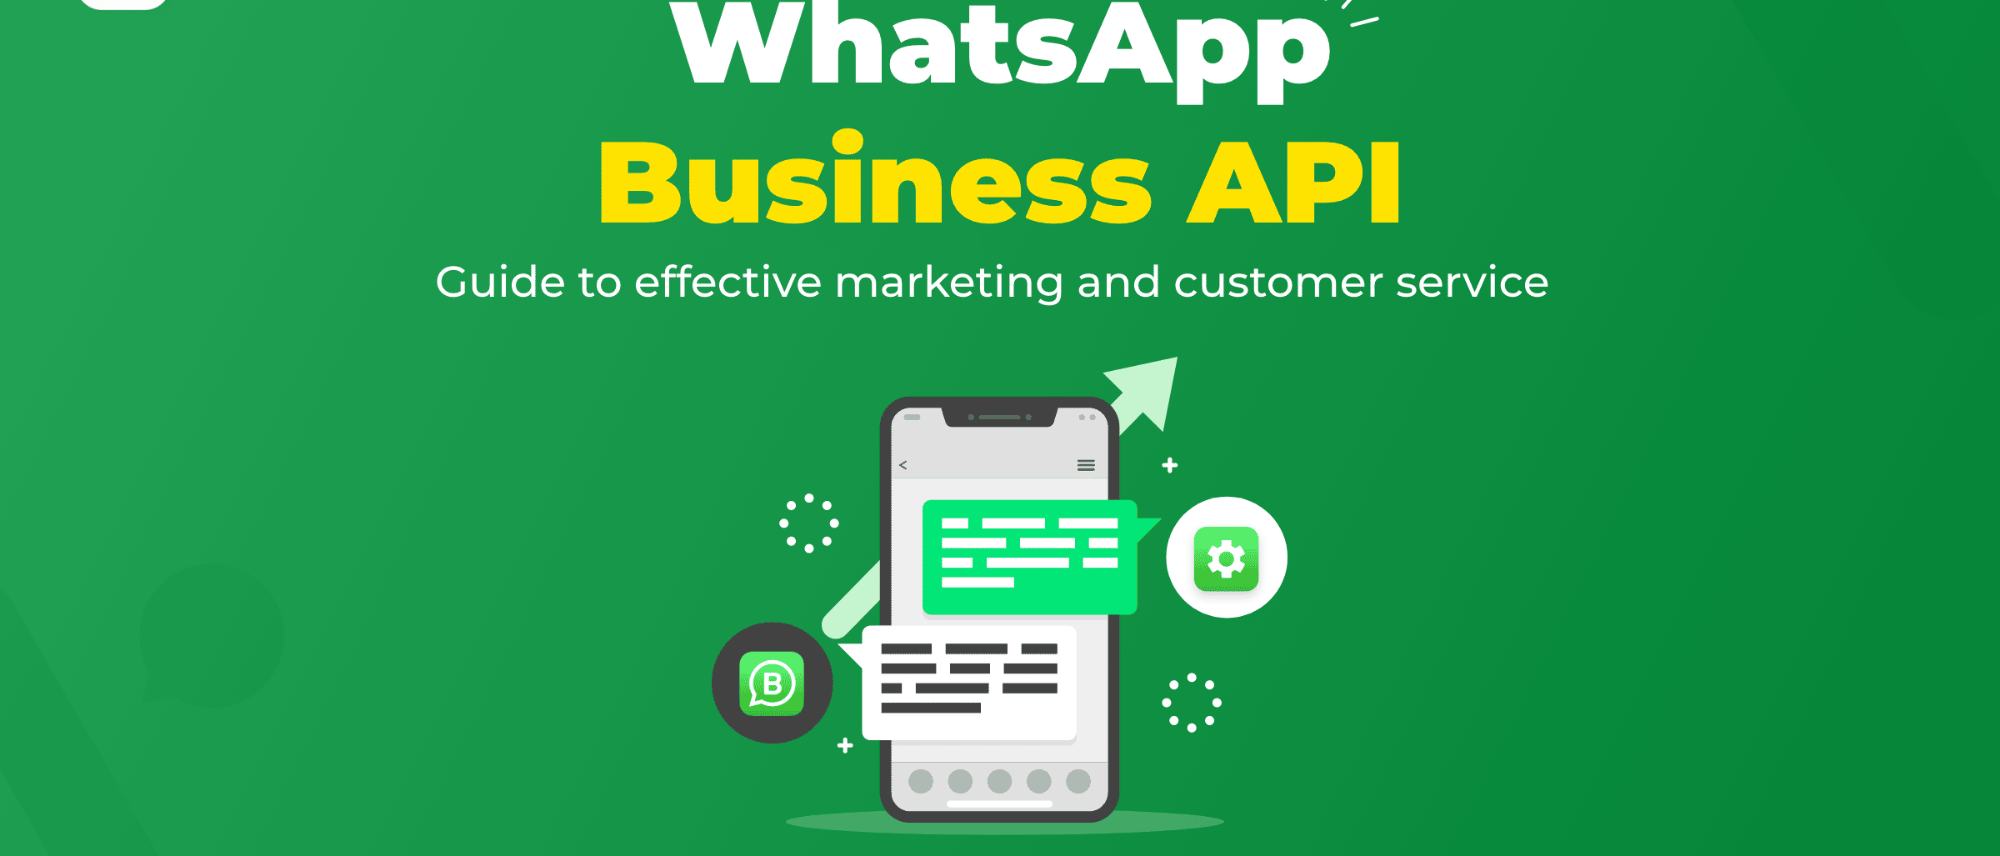 WhatsApp
Business API
Guide to effective marketing and customer service
B